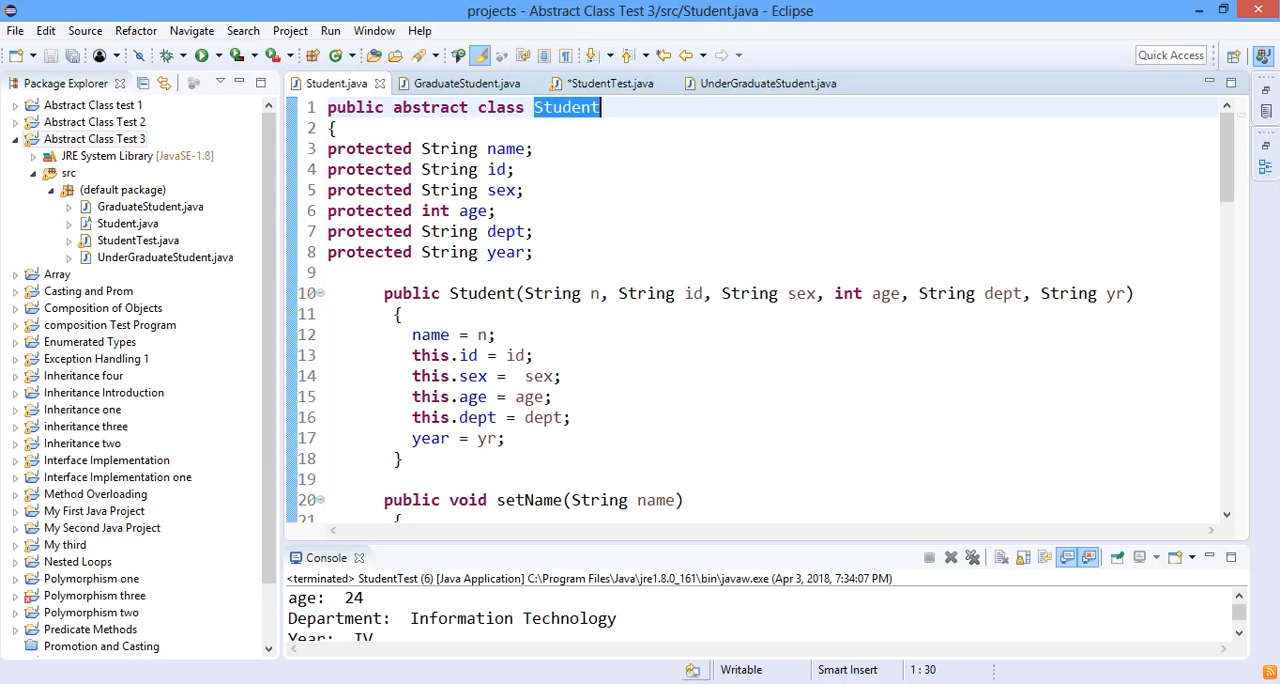 projects - Abstract Class Test 3/src/Student.java - Eclipse
File Edit Source Refactor Navigate Search Project Run Window Help
Quick Access
Package Explorer
Abstract Class test 1
Abstract Class Test 2
Abstract Class Test 3
JRE System Library [JavaSE-1.8]
src
(default package)
GraduateStudent.java
Student.java
StudentTest.java
UnderGraduateStudent.java
Array
Casting and Prom
Composition of Objects
composition Test Program
Enumerated Types
Exception Handling 1
Inheritance four
Inheritance Introduction
Inheritance one
inheritance three
Inheritance two
Interface Implementation
Interface Implementation one
Method Overloading
My First Java Project
My Second Java Project
My third
Nested Loops
Polymorphism one
Polymorphism three
Polymorphism two
Predicate Methods
Promotion and Casting
Student.java GraduateStudent.java *StudentTest.java UnderGraduateStudent.java
1 public abstract class Student
2 {
3 protected String name;
4 protected String id;
5 protected String sex;
6 protected int age;
7 protected String dept;
8 protected String year;
9
10 public Student(String n, String id, String sex, int age, String dept, String yr)
11 {
12 name = n;
13 this.id = id;
14 this.sex =  sex;
15 this.age = age;
16 this.dept = dept;
17 year = yr;
18 }
19
20 public void setName(String name)
21 {
Console
<terminated> StudentTest (6) [Java Application] C:\Program Files\Java\jre1.8.0_161\bin\javaw.exe (Apr 3, 2018, 7:34:07 PM)
age:  24
Department:  Information Technology
Year:  IV
Writable Smart Insert 1 : 30